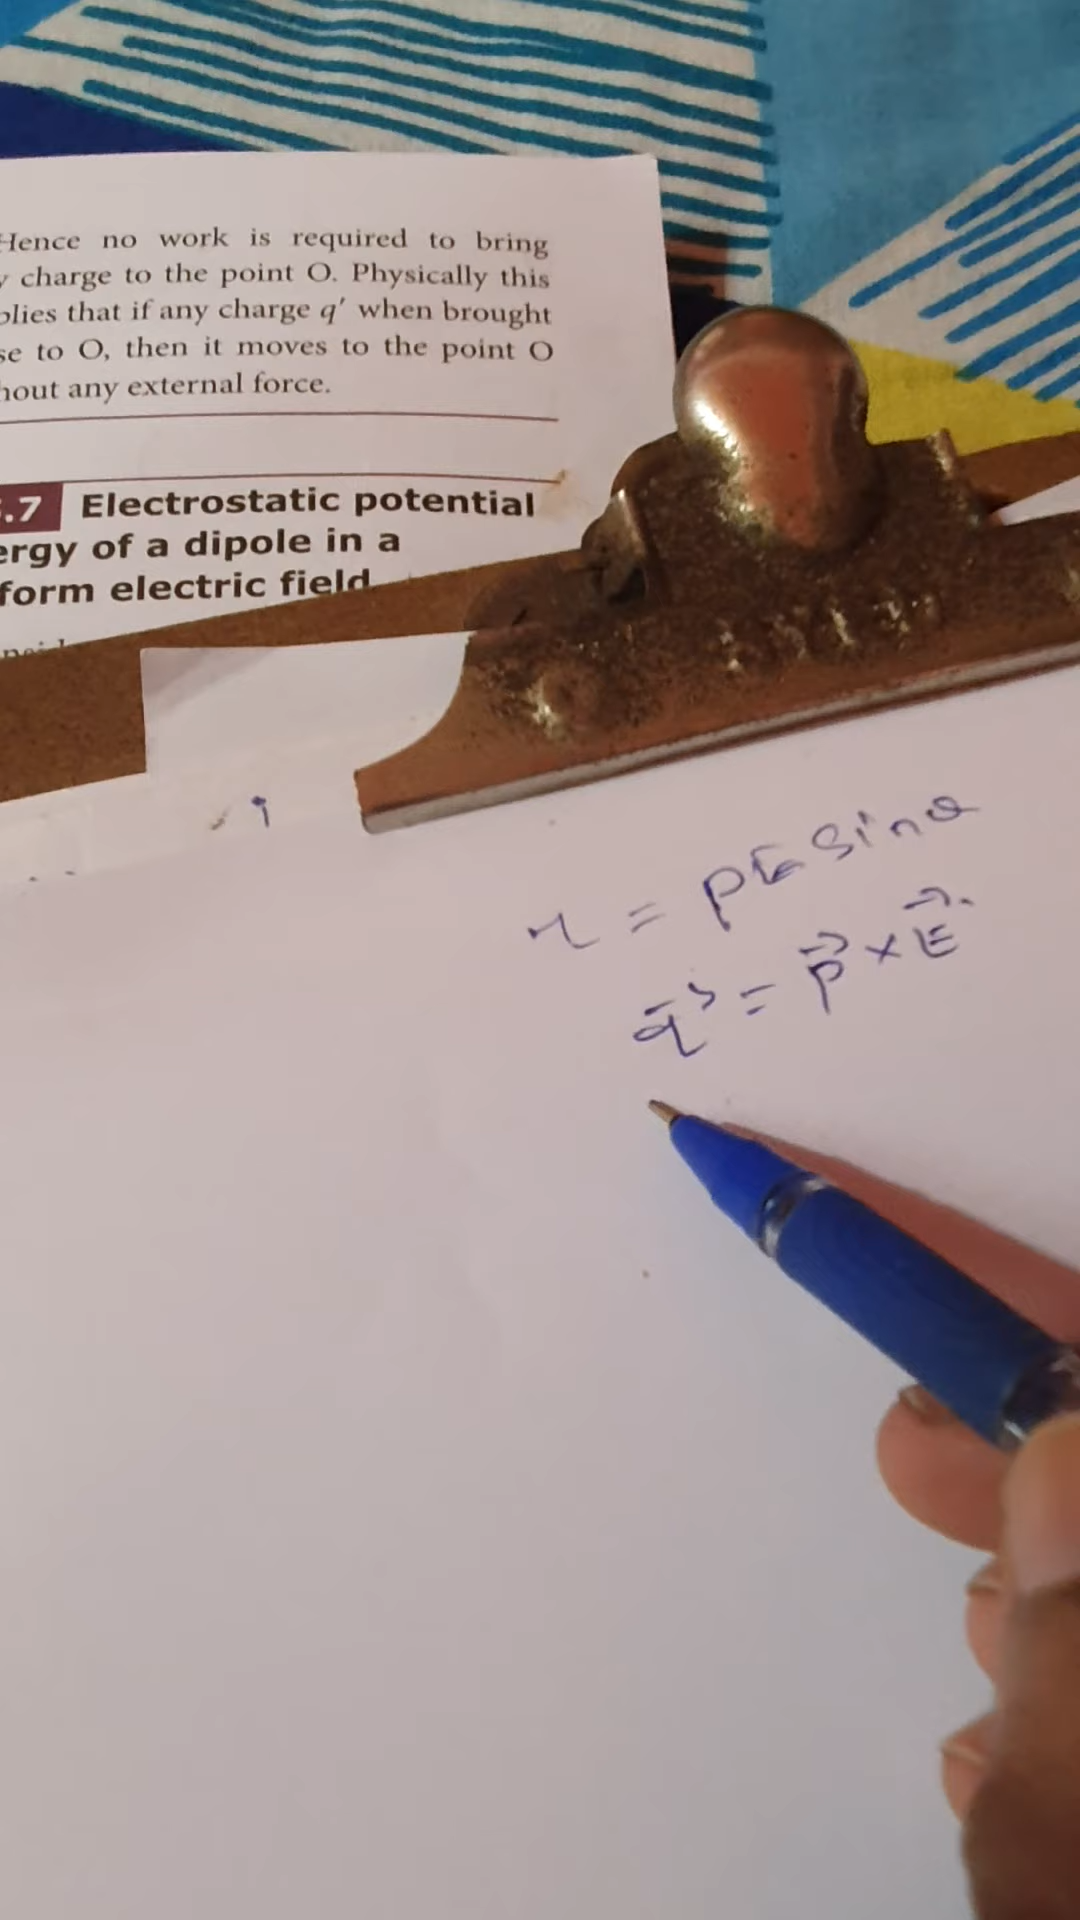 Hence no work is required to bring
charge to the point O. Physically this
plies that if any charge q′ when brought
se to O, then it moves to the point O
hout any external force.
.7 Electrostatic potential
ergy of a dipole in a
form electric field
τ = pE sin θ
τ⃗ = p⃗ × E⃗